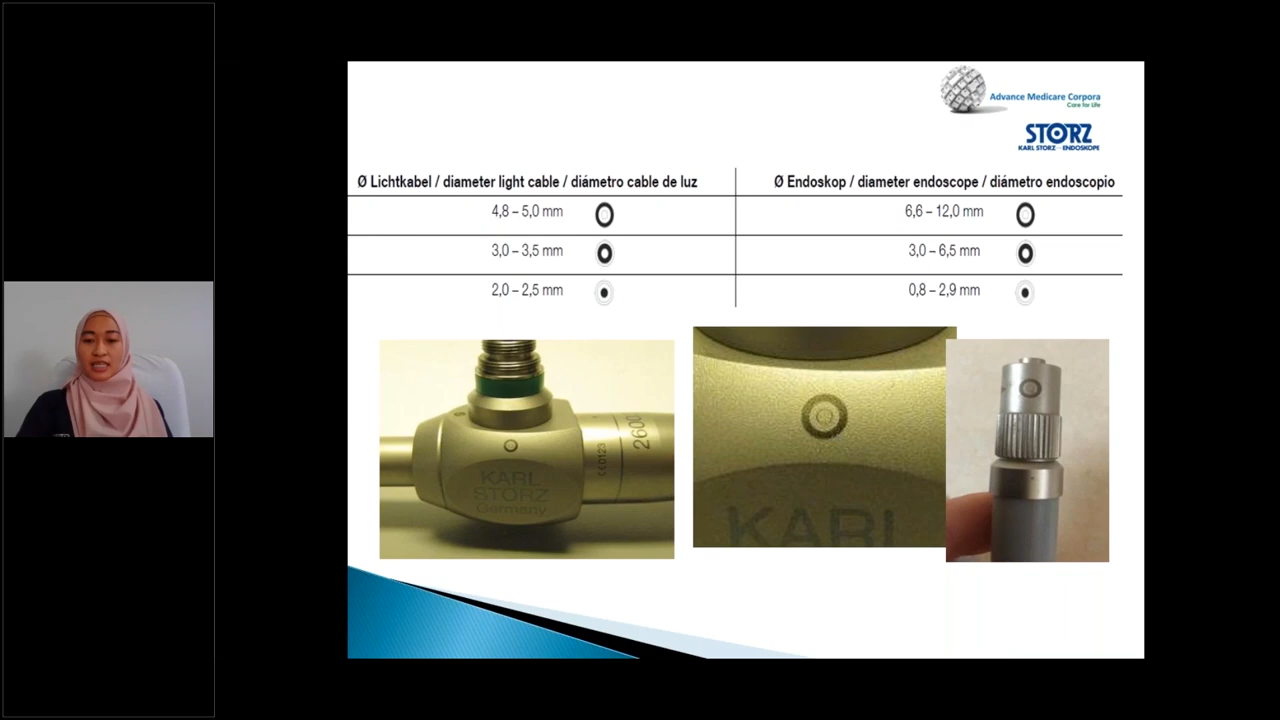 Advance Medicare Corpora
Care for Life
STORZ
KARL STORZ – ENDOSKOPE
Ø Lichtkabel / diameter light cable / diámetro cable de luz
Ø Endoskop / diameter endoscope / diámetro endoscopio
4,8 – 5,0 mm
6,6 – 12,0 mm
3,0 – 3,5 mm
3,0 – 6,5 mm
2,0 – 2,5 mm
0,8 – 2,9 mm
KARL
STORZ
Germany
2600
KARL